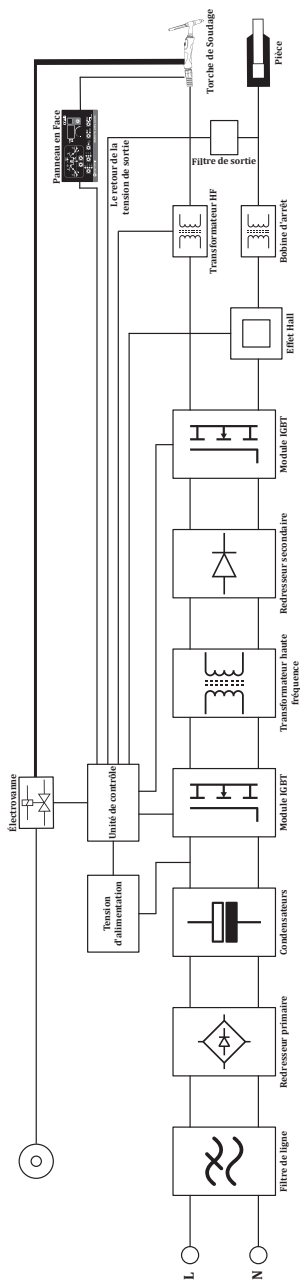 Torche de Soudage
Pièce
Panneau en Face
Le retour de la
tension de sortie
Filtre de sortie
Transformateur HF
Bobine d'arrêt
Effet Hall
Module IGBT
Redresseur secondaire
Transformateur haute
fréquence
Électrovanne
Unité de contrôle
Module IGBT
Tension
d'alimentation
Condensateurs
Redresseur primaire
Filtre de ligne
L
N